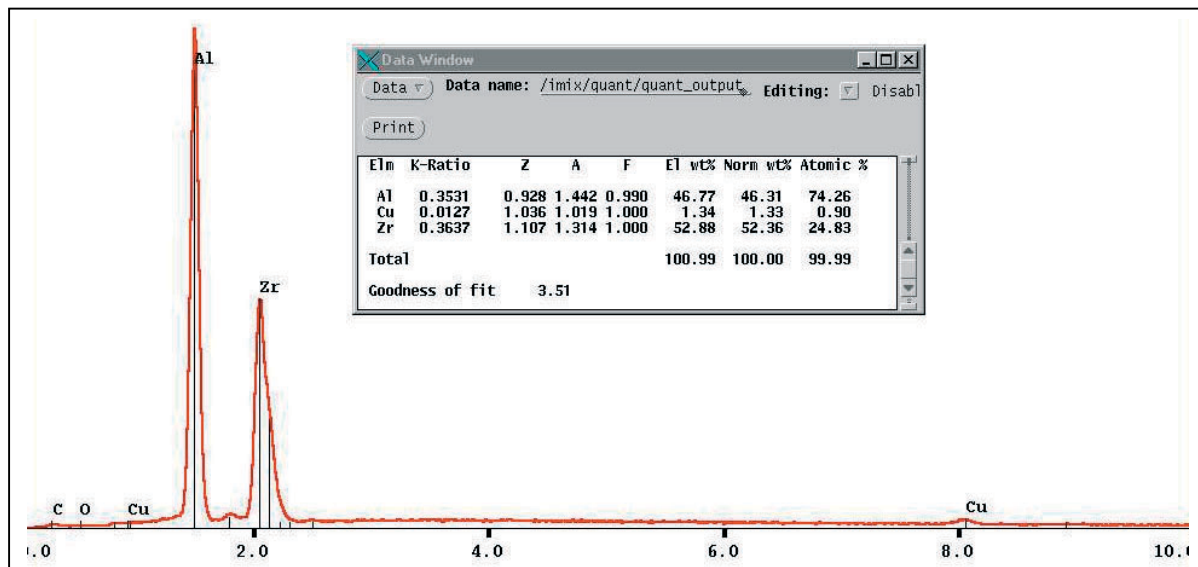 Al
Data Window
Data Data name: /imix/quant/quant_output Editing: Disabl
Print
Elm K-Ratio Z A F El wt% Norm wt% Atomic %
Al 0.3531 0.928 1.442 0.990 46.77 46.31 74.26
Cu 0.0127 1.036 1.019 1.000 1.34 1.33 0.90
Zr 0.3637 1.107 1.314 1.000 52.88 52.36 24.83
Total 100.99 100.00 99.99
Goodness of fit 3.51
Zr
C O Cu Cu
.0 2.0 4.0 6.0 8.0 10.0